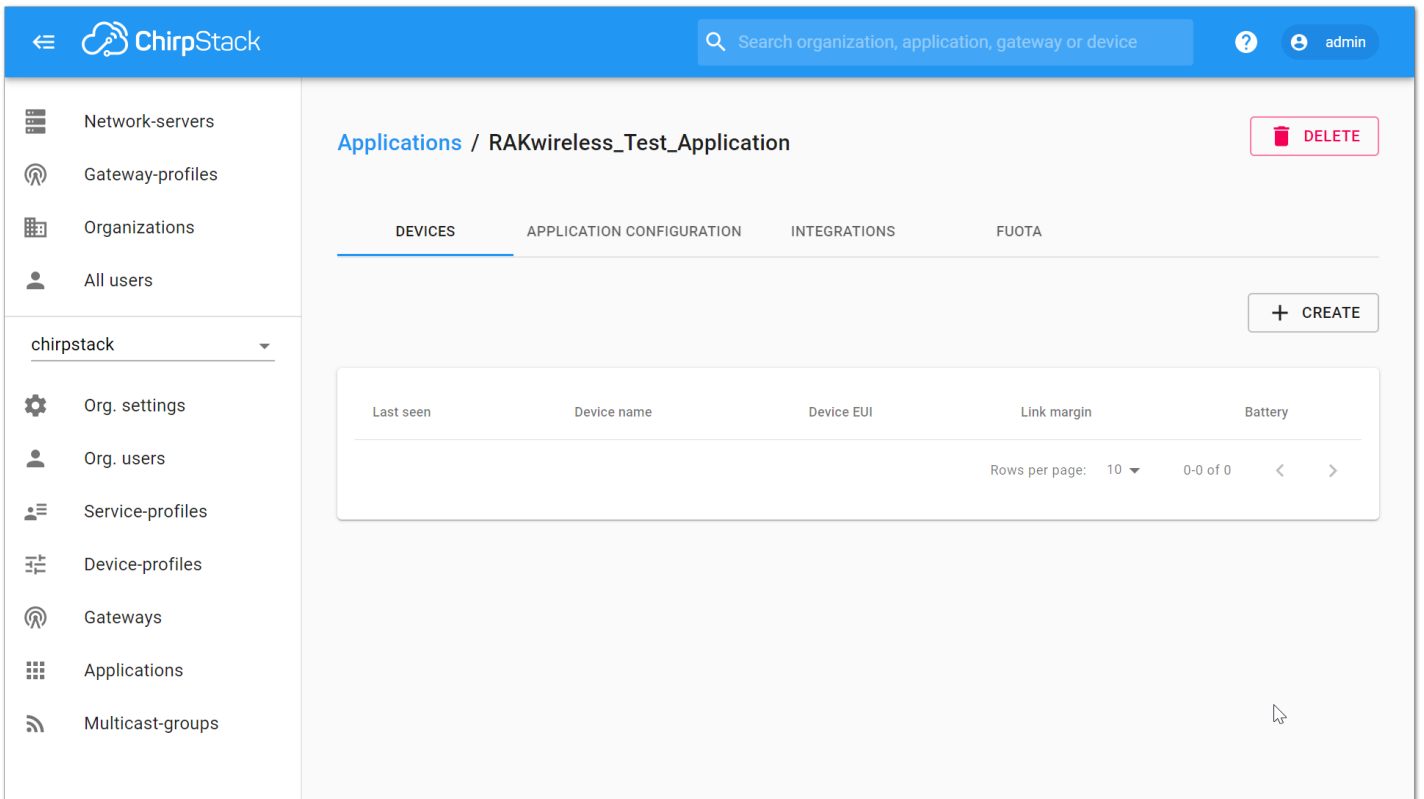 ChirpStack
Search organization, application, gateway or device
? admin
Network-servers
Gateway-profiles
Organizations
All users
chirpstack
Org. settings
Org. users
Service-profiles
Device-profiles
Gateways
Applications
Multicast-groups
Applications / RAKwireless_Test_Application
DELETE
DEVICES APPLICATION CONFIGURATION INTEGRATIONS FUOTA
+ CREATE
Last seen Device name Device EUI Link margin Battery
Rows per page: 10 0-0 of 0 < >